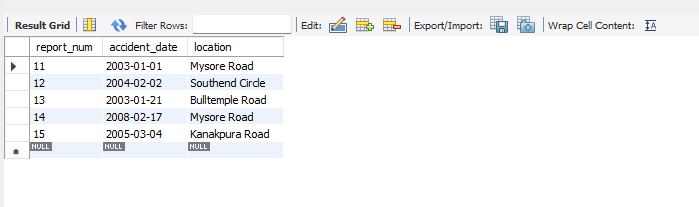 Result Grid Filter Rows: Edit: Export/Import: Wrap Cell Content: IA
report_num accident_date location
11 2003-01-01 Mysore Road
12 2004-02-02 Southend Circle
13 2003-01-21 Bulltemple Road
14 2008-02-17 Mysore Road
15 2005-03-04 Kanakpura Road
NULL NULL NULL